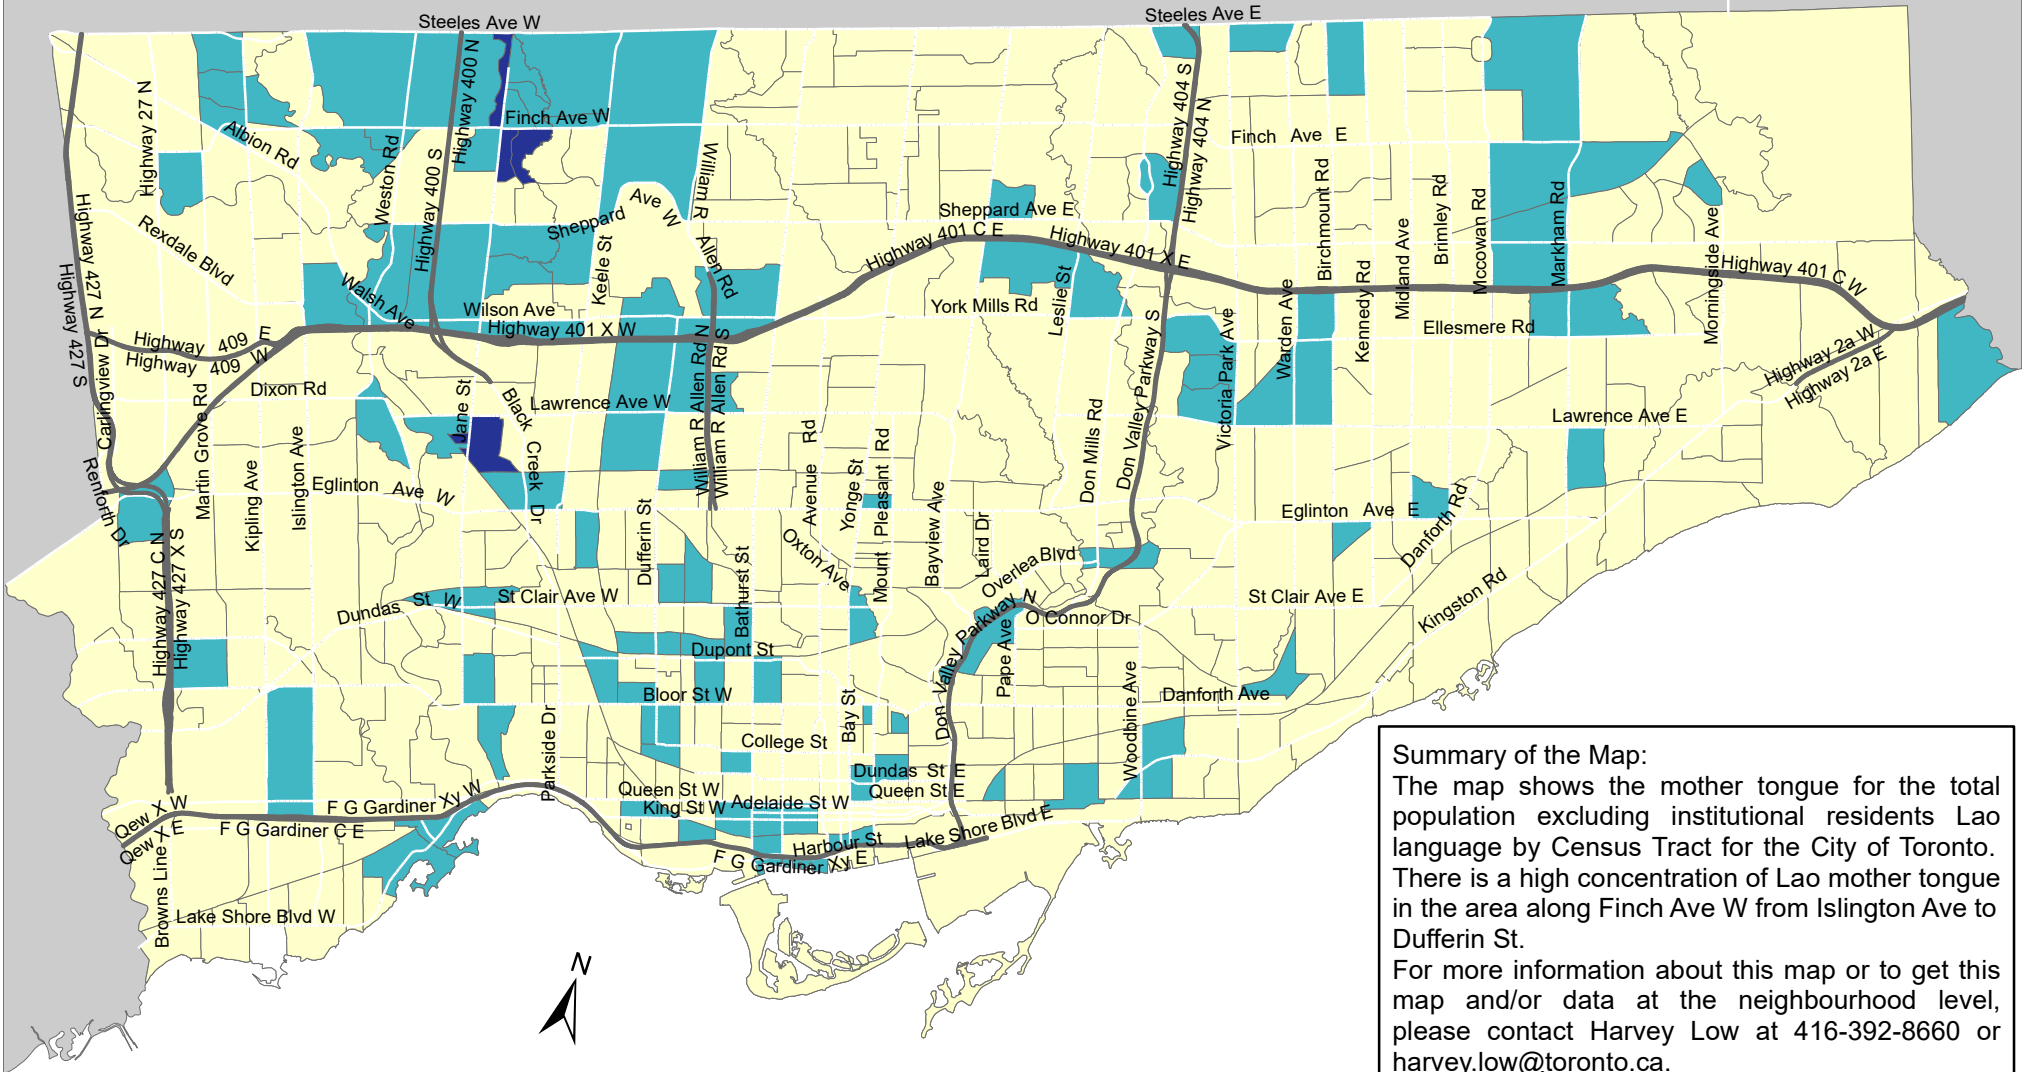 Steeles Ave W
Steeles Ave E
Highway 27 N
Albion Rd
Weston Rd
Highway 400 N
Highway 400 S
Finch Ave W
William R Allen Rd
Highway 404 S
Highway 404 N
Finch Ave E
Highway 427 N
Highway 427 S
Rexdale Blvd
Walsh Ave
Sheppard Ave W
Keele St
Wilson Ave
Highway 401 X W
Highway 401 C E
Sheppard Ave E
Highway 401 X E
York Mills Rd
Leslie St
Birchmount Rd
Kennedy Rd
Midland Ave
Brimley Rd
Mccowan Rd
Markham Rd
Morningside Ave
Highway 401 C W
Ellesmere Rd
Warden Ave
Victoria Park Ave
Highway 2a W
Highway 2a E
Highway 409 E
Highway 409 W
Carlingview Dr
Dixon Rd
Martin Grove Rd
Kipling Ave
Islington Ave
Jane St
Black Creek Dr
Lawrence Ave W
William R Allen Rd N
William R Allen Rd S
Don Mills Rd
Don Valley Parkway S
Lawrence Ave E
Renforth Dr
Eglinton Ave W
Dufferin St
Bathurst St
Avenue Rd
Yonge St
Mount Pleasant Rd
Oxton Ave
Bayview Ave
Laird Dr
Overlea Blvd
Eglinton Ave E
Danforth Rd
Highway 427 C N
Highway 427 X S
Dundas St W
St Clair Ave W
St Clair Ave E
Kingston Rd
Don Valley Parkway N
O Connor Dr
Pape Ave
Woodbine Ave
Danforth Ave
Dupont St
Bloor St W
Parkside Dr
Bay St
College St
Dundas St E
Queen St E
Queen St W
King St W
Adelaide St W
Harbour St
Lake Shore Blvd E
F G Gardiner Xy E
F G Gardiner Xy W
F G Gardiner C E
Qew X W
Qew X E
Browns Line
Lake Shore Blvd W
N
Summary of the Map:
The map shows the mother tongue for the total
population excluding institutional residents Lao
language by Census Tract for the City of Toronto.
There is a high concentration of Lao mother tongue
in the area along Finch Ave W from Islington Ave to
Dufferin St.
For more information about this map or to get this
map and/or data at the neighbourhood level,
please contact Harvey Low at 416-392-8660 or
harvey.low@toronto.ca.